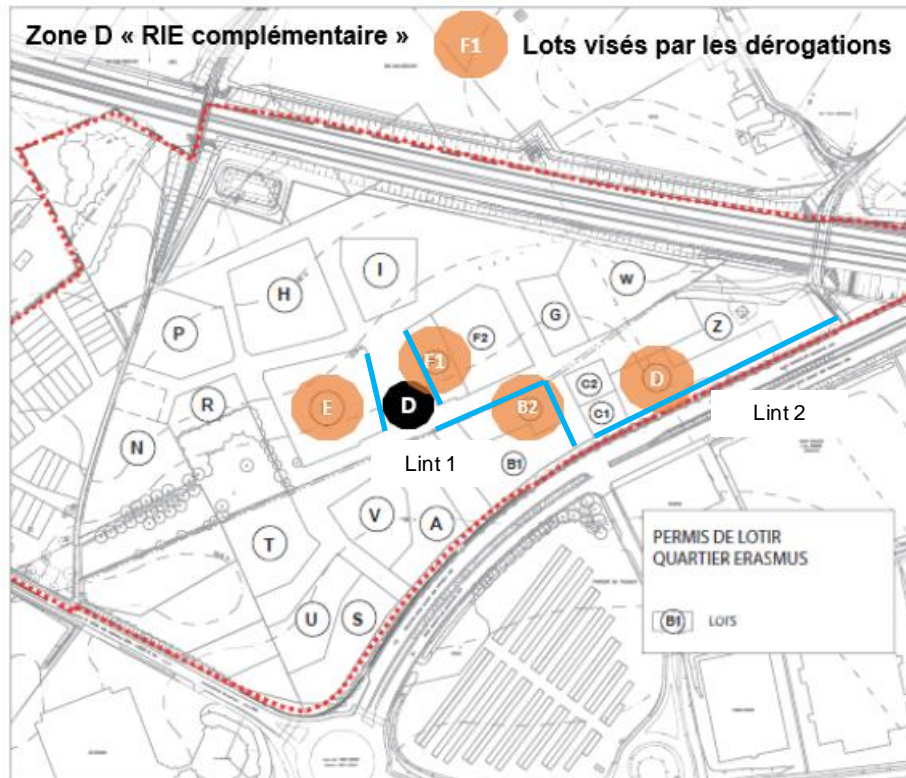 Zone D « RIE complémentaire »
F1
Lots visés par les dérogations
I
H
W
P
G
Z
F2
F1
C2
D
R
E
D
B2
C1
Lint 2
N
Lint 1
B1
V
A
T
U
S
PERMIS DE LOTIR
QUARTIER ERASMUS
B1 LOTS